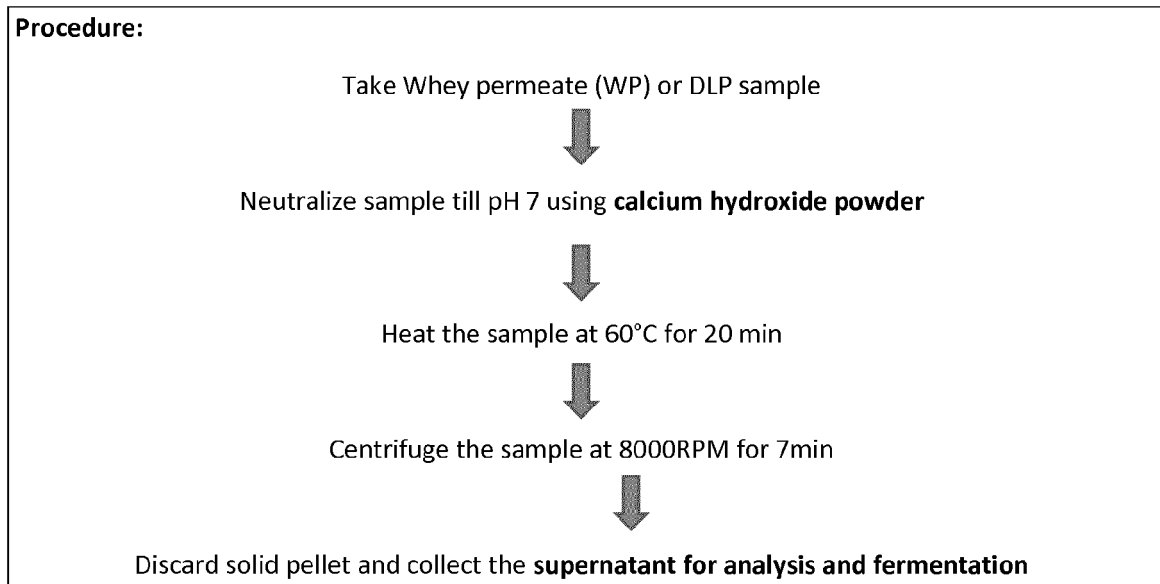 Procedure:
Take Whey permeate (WP) or DLP sample
Neutralize sample till pH 7 using calcium hydroxide powder
Heat the sample at 60°C for 20 min
Centrifuge the sample at 8000RPM for 7min
Discard solid pellet and collect the supernatant for analysis and fermentation